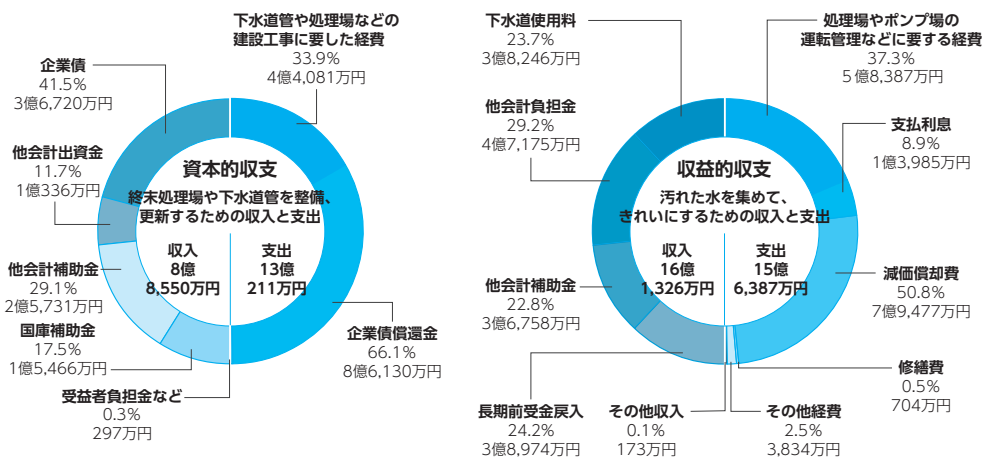 下水道管や処理場などの
建設工事に要した経費
33.9%
4億4,081万円
企業債
41.5%
3億6,720万円
他会計出資金
11.7%
1億336万円
他会計補助金
29.1%
2億5,731万円
国庫補助金
17.5%
1億5,466万円
受益者負担金など
0.3%
297万円
企業債償還金
66.1%
8億6,130万円
資本的収支
終末処理場や下水道管を整備、
更新するための収入と支出
収入
8億
8,550万円
支出
13億
211万円
下水道使用料
23.7%
3億8,246万円
他会計負担金
29.2%
4億7,175万円
他会計補助金
22.8%
3億6,758万円
長期前受金戻入
24.2%
3億8,974万円
その他収入
0.1%
173万円
処理場やポンプ場の
運転管理などに要する経費
37.3%
5億8,387万円
支払利息
8.9%
1億3,985万円
減価償却費
50.8%
7億9,477万円
修繕費
0.5%
704万円
その他経費
2.5%
3,834万円
収益的収支
汚れた水を集めて、
きれいにするための収入と支出
収入
16億
1,326万円
支出
15億
6,387万円